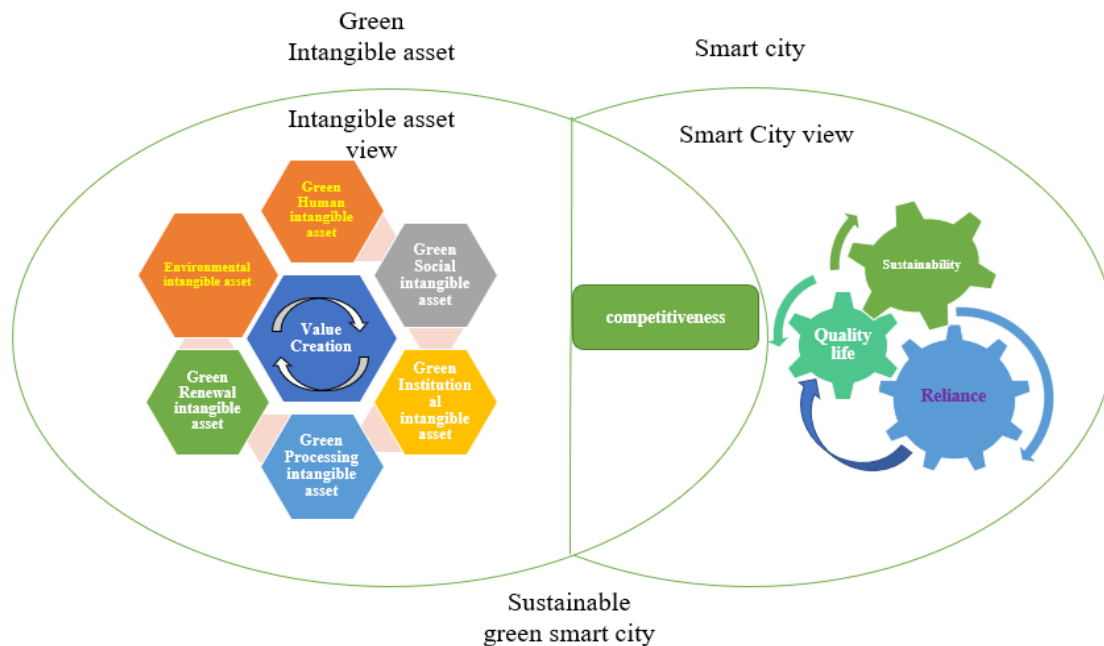 Green
Intangible asset
Smart city
Intangible asset
view
Smart City view
Green
Human
intangible
asset
Environmental
intangible asset
Green
Social
intangible
asset
Value
Creation
Green
Renewal
intangible
asset
Green
Institution
al
intangible
asset
Green
Processing
intangible
asset
competitiveness
Sustainability
Quality
life
Reliance
Sustainable
green smart city